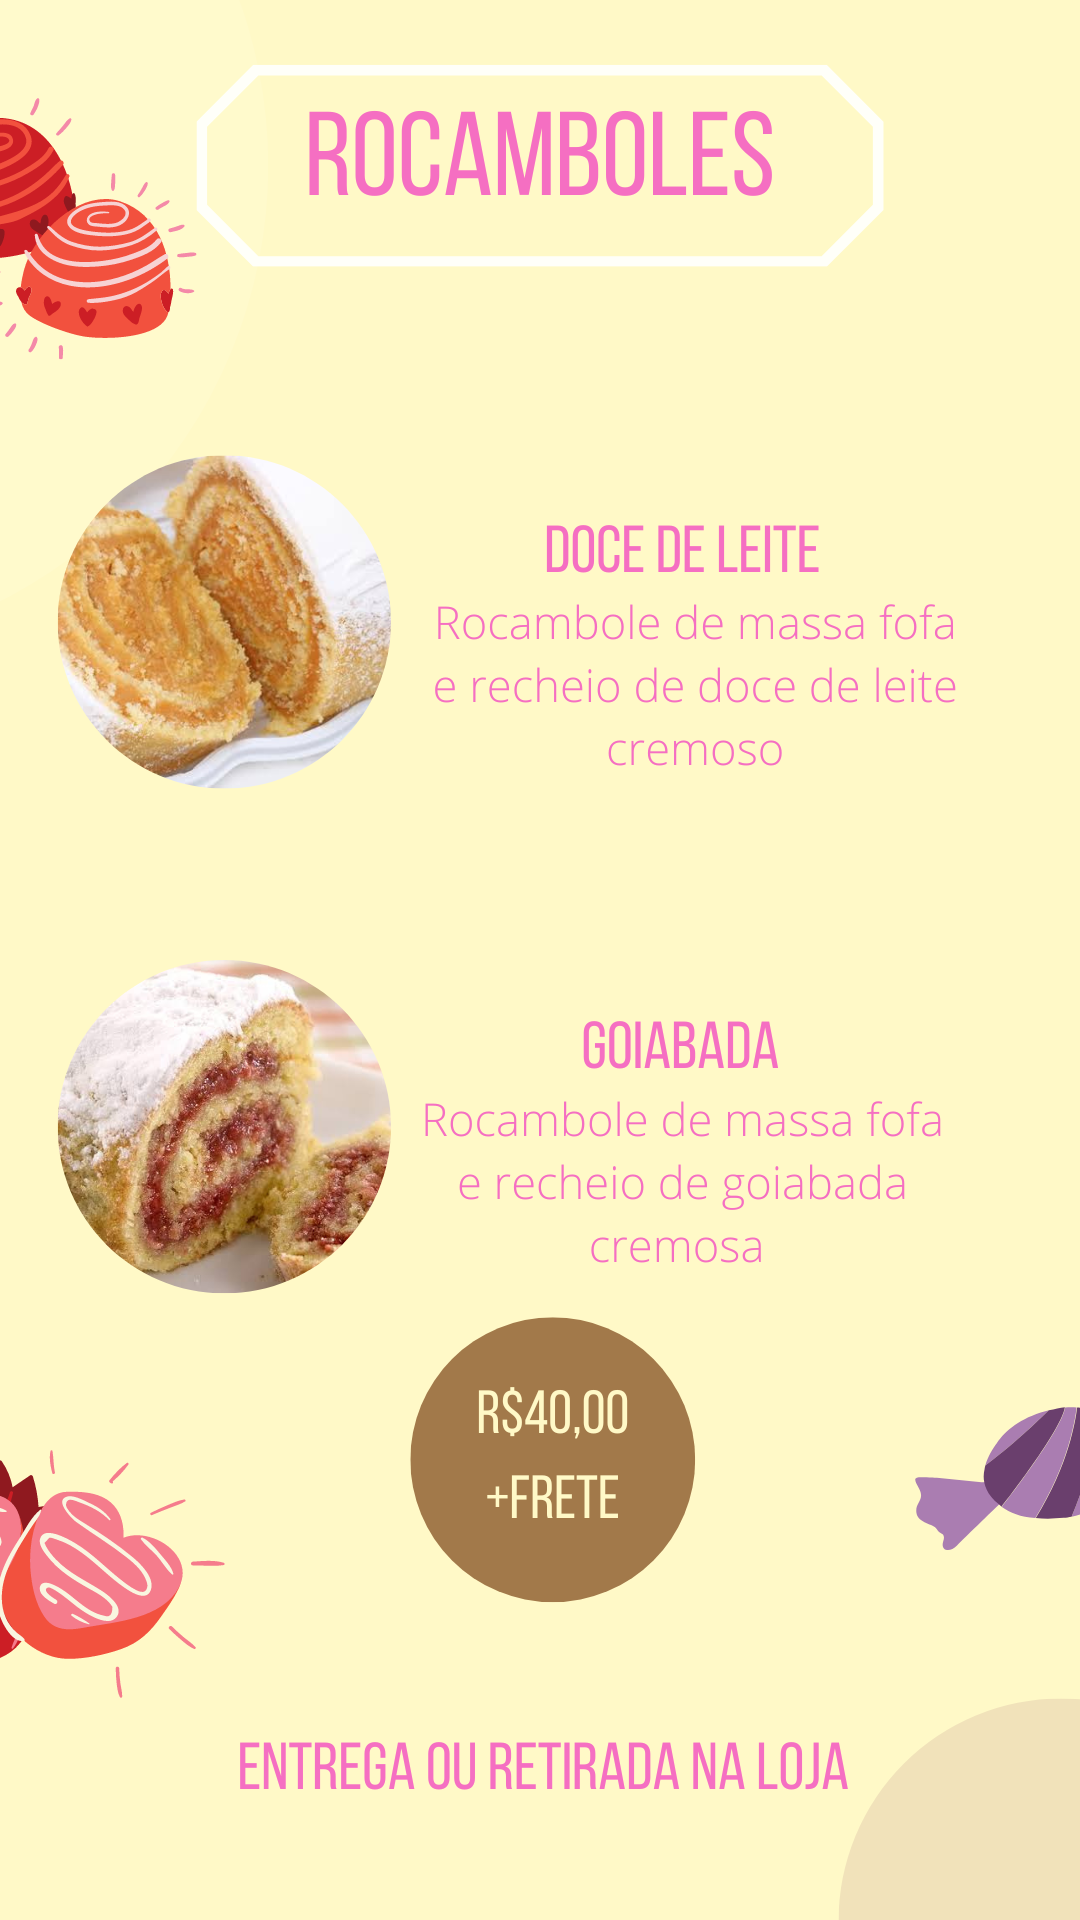 ROCAMBOLES
DOCE DE LEITE
Rocambole de massa fofa
e recheio de doce de leite
cremoso
GOIABADA
Rocambole de massa fofa
e recheio de goiabada
cremosa
R$40,00
+FRETE
ENTREGA OU RETIRADA NA LOJA